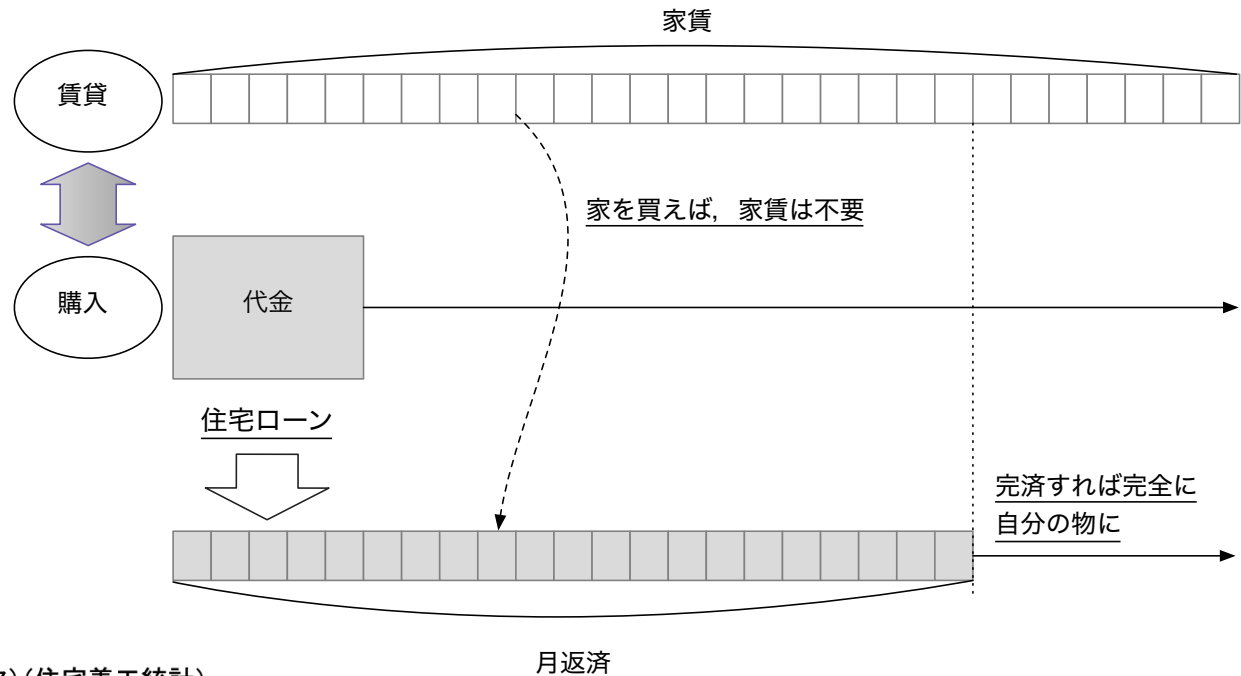 家賃
賃貸
家を買えば，家賃は不要
購入
代金
住宅ローン
完済すれば完全に
自分の物に
月返済